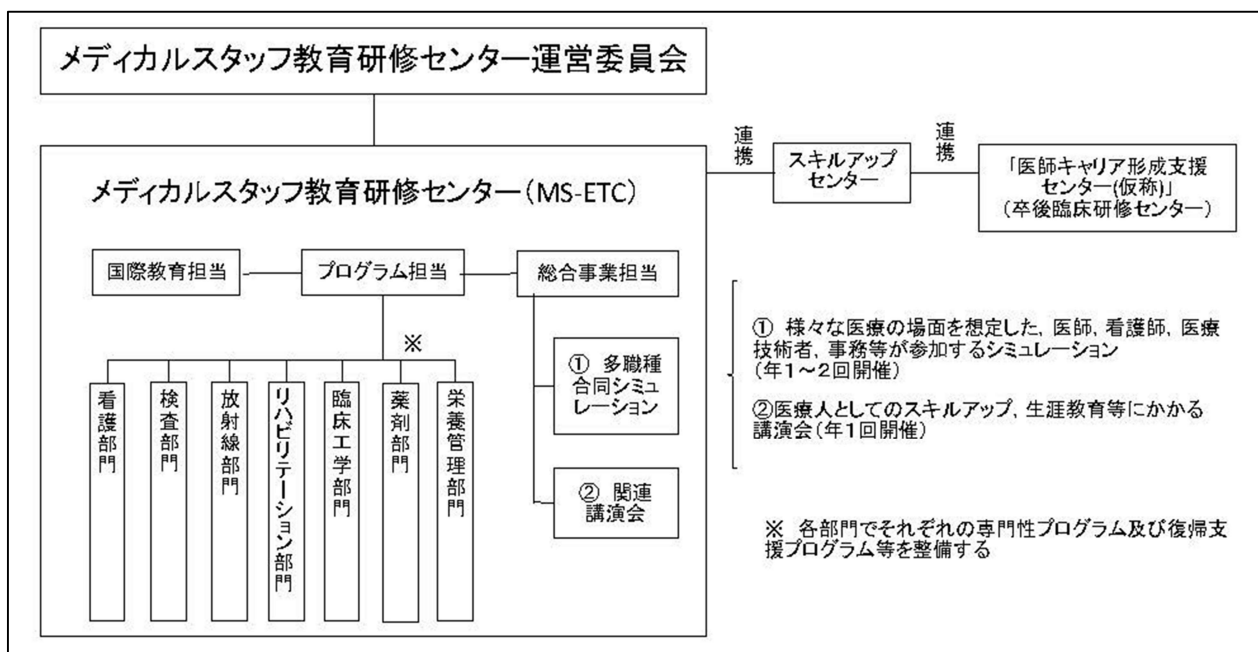 メディカルスタッフ教育研修センター運営委員会
メディカルスタッフ教育研修センター(MS-ETC)
連携
スキルアップ
センター
連携
「医師キャリア形成支援
センター(仮称)」
(卒後臨床研修センター)
国際教育担当
プログラム担当
総合事業担当
※
看護部門
検査部門
放射線部門
リハビリテーション部門
臨床工学部門
薬剤部門
栄養管理部門
① 多職種
合同シミュ
レーション
② 関連
講演会
① 様々な医療の場面を想定した, 医師, 看護師, 医療
技術者, 事務等が参加するシミュレーション
(年1~2回開催)
②医療人としてのスキルアップ, 生涯教育等にかかる
講演会(年1回開催)
※ 各部門でそれぞれの専門性プログラム及び復帰支
援プログラム等を整備する